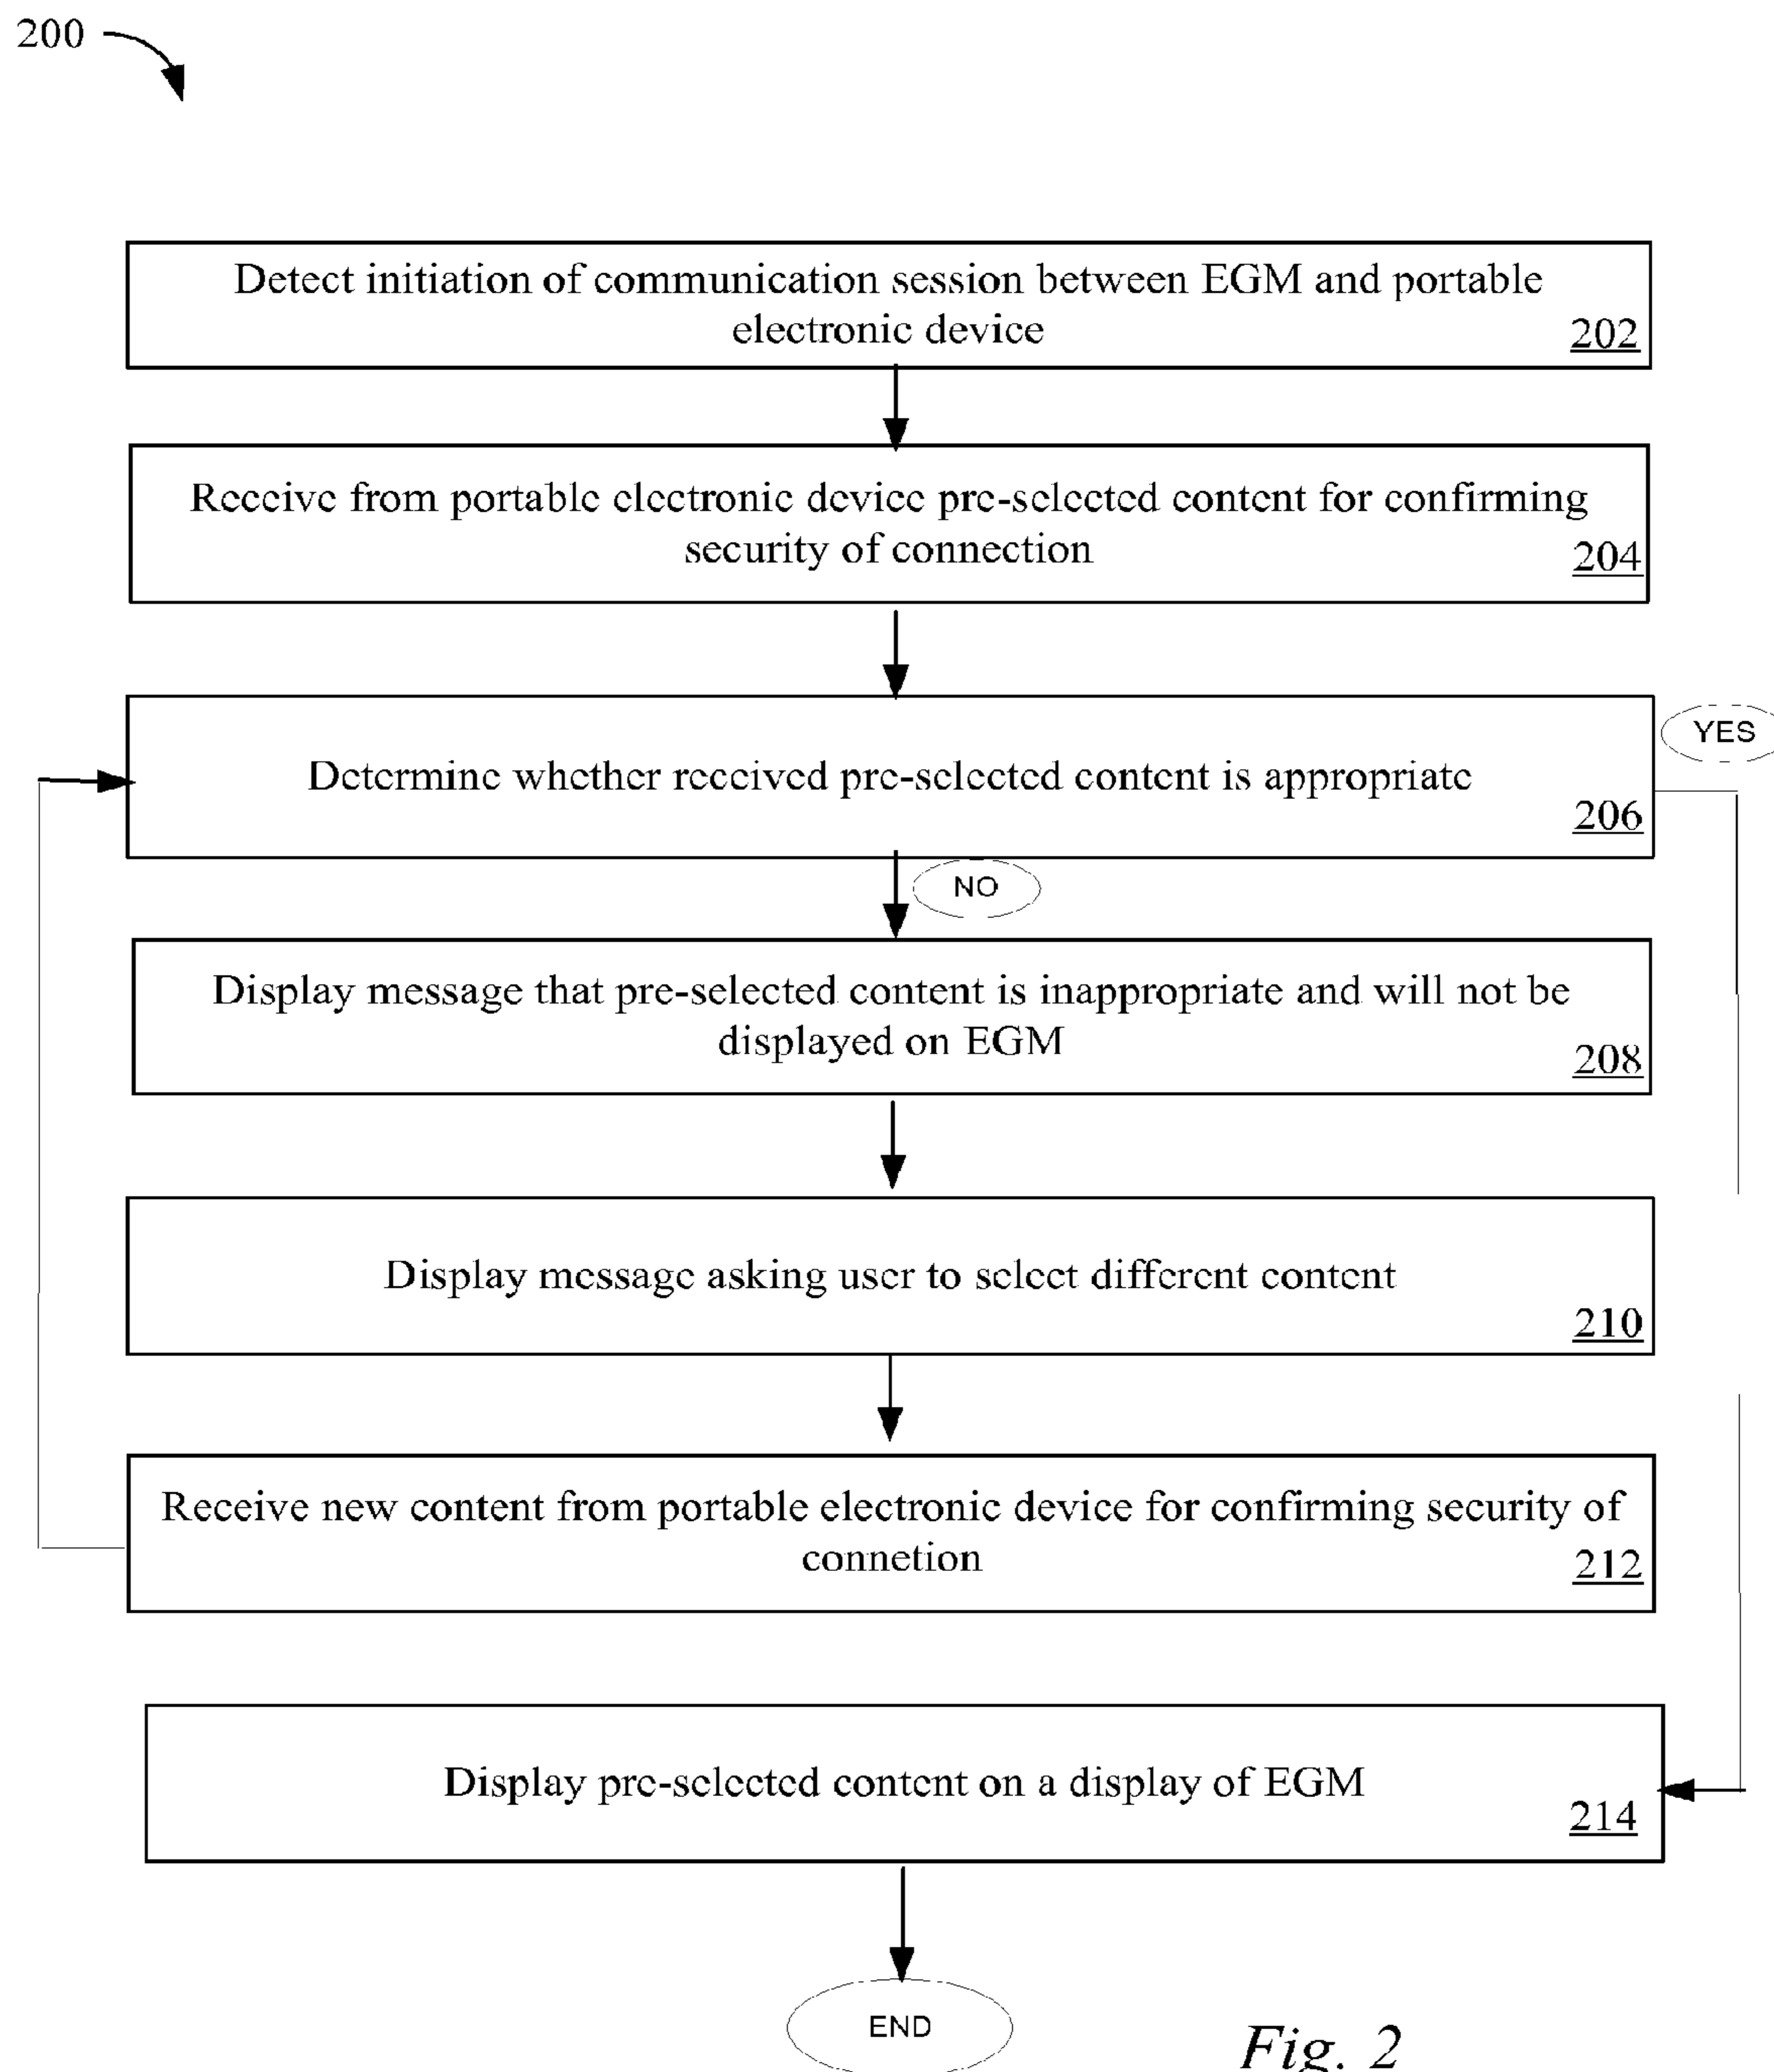 200
Detect initiation of communication session between EGM and portable
electronic device
202
Receive from portable electronic device pre-selected content for confirming
security of connection
204
YES
Determine whether received pre-selected content is appropriate
206
NO
Display message that pre-selected content is inappropriate and will not be
displayed on EGM
208
Display message asking user to select different content
210
Receive new content from portable electronic device for confirming security of
connetion
212
Display pre-selected content on a display of EGM
214
END
Fig. 2